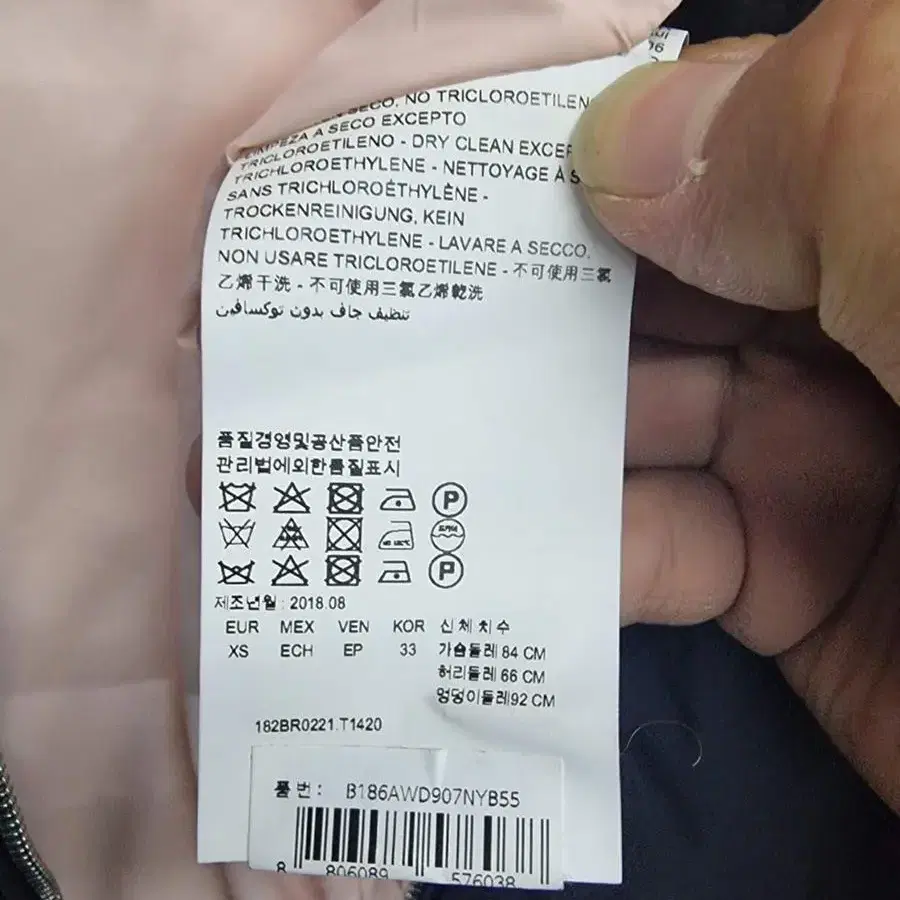 SECO, NO TRICLOROETILEN
A SECO EXCEPTO
TRICLOROETILENO - DRY CLEAN EXCEP
TRICHLOROETHYLENE - NETTOYAGE À S
SANS TRICHLOROÉTHYLÈNE -
TROCKENREINIGUNG, KEIN
TRICHLOROETHYLENE - LAVARE A SECCO,
NON USARE TRICLOROETILENE - 不可使用三氯
乙烯干洗 - 不可使用三氯乙烯乾洗
تنظيف جاف بدون توكسافين
품질경영및공산품안전
관리법에의한품질표시
P
드라이
P
제조년월 : 2018.08
EUR MEX VEN KOR 신체치수
XS ECH EP 33 가슴둘레 84 CM
허리둘레 66 CM
엉덩이둘레92 CM
182BR0221.T1420
품번 : B186AWD907NYB55
8 806089 576038